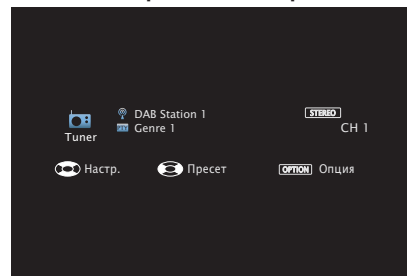 DAB Station 1
STEREO
Genre 1
CH 1
Tuner
Настр.
Пресет
OPTION Опция